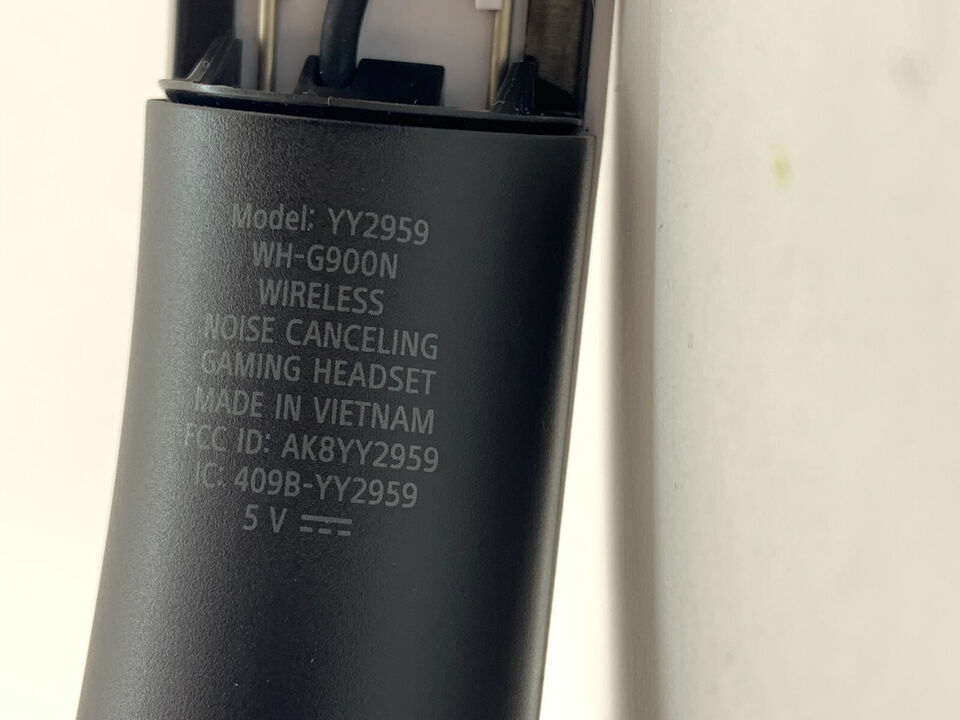 Model: YY2959
WH-G900N
WIRELESS
NOISE CANCELING
GAMING HEADSET
MADE IN VIETNAM
FCC ID: AK8YY2959
IC: 409B-YY2959
5 V ⎓